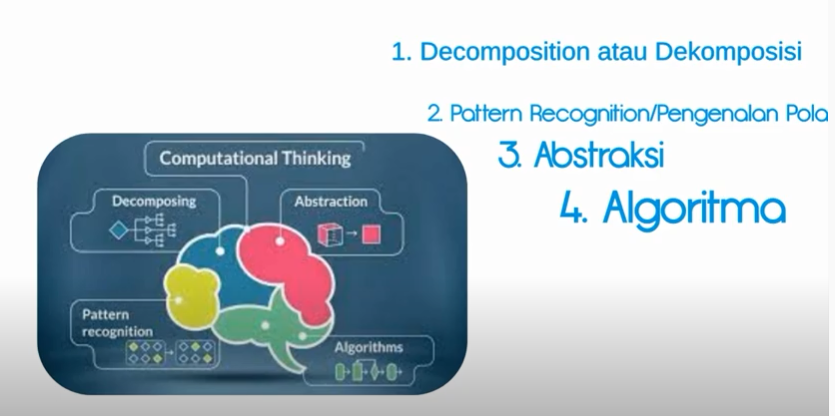 1. Decomposition atau Dekomposisi
2. Pattern Recognition/Pengenalan Pola
3. Abstraksi
4. Algoritma
Computational Thinking
Decomposing
Abstraction
Pattern
recognition
Algorithms